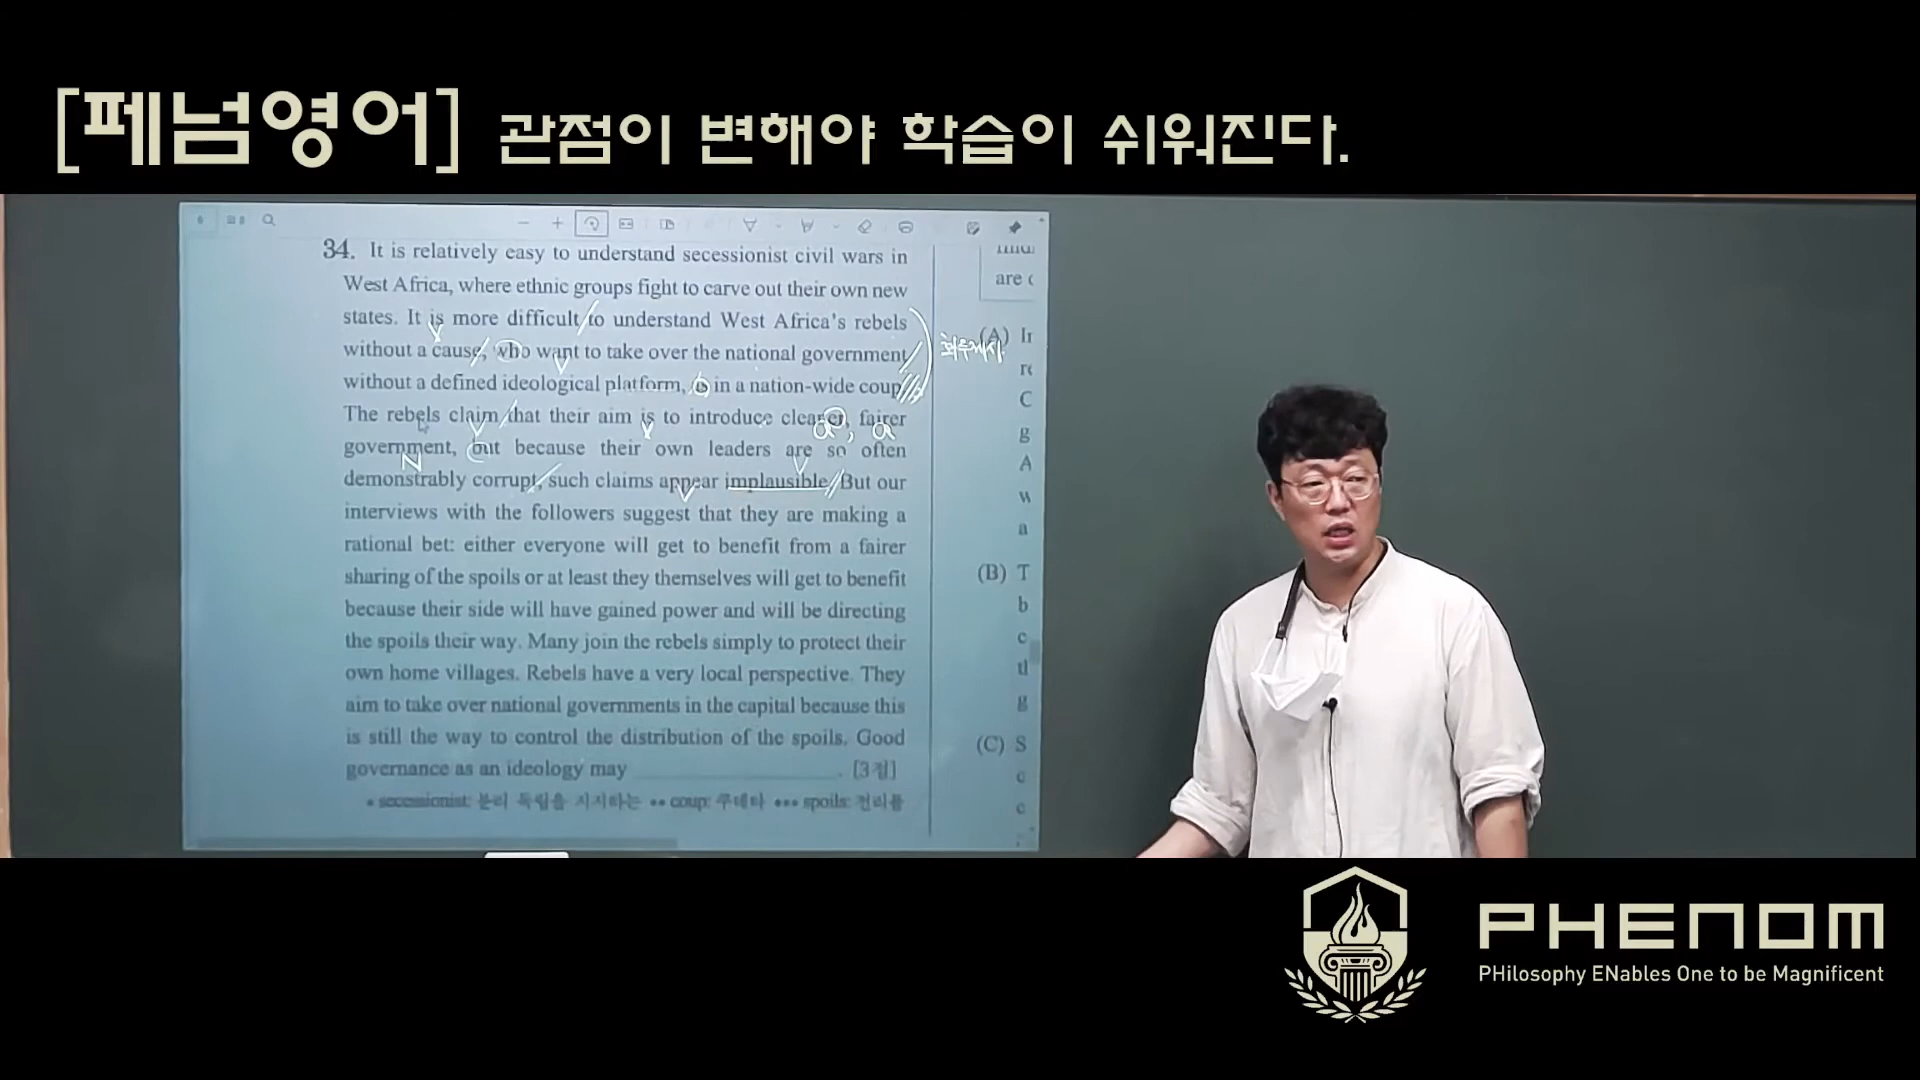 [페넘영어] 관점이 변해야 학습이 쉬워진다.
34. It is relatively easy to understand secessionist civil wars in
West Africa, where ethnic groups fight to carve out their own new
states. It is more difficult to understand West Africa's rebels
without a cause, who want to take over the national government
without a defined ideological platform, in a nation-wide coup.
The rebels claim that their aim is to introduce cleaner, fairer
government, but because their own leaders are so often
demonstrably corrupt, such claims appear implausible. But our
interviews with the followers suggest that they are making a
rational bet: either everyone will get to benefit from a fairer
sharing of the spoils or at least they themselves will get to benefit
because their side will have gained power and will be directing
the spoils their way. Many join the rebels simply to protect their
own home villages. Rebels have a very local perspective. They
aim to take over national governments in the capital because this
is still the way to control the distribution of the spoils. Good
governance as an ideology may ____________. [3점]
* secessionist: 분리 독립을 지지하는 ** coup: 쿠데타 *** spoils: 전리품
are
(A) I
(B) T
(C) S
PHENOM
PHilosophy ENables One to be Magnificent